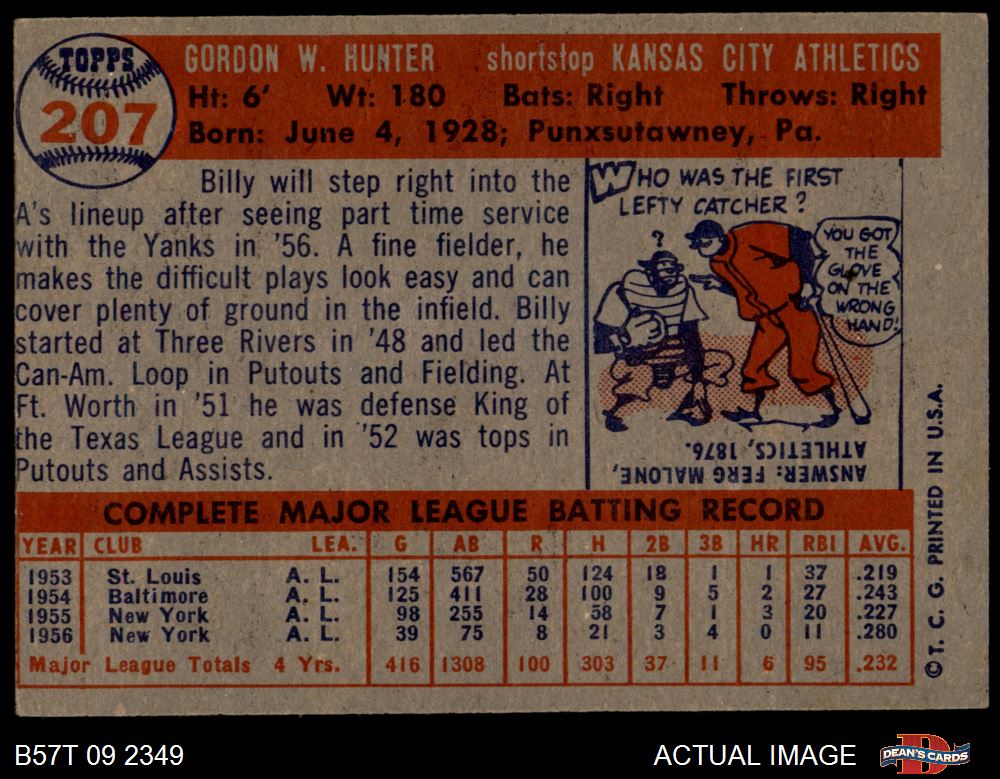 TOPPS
207
GORDON W. HUNTER shortstop KANSAS CITY ATHLETICS
Ht: 6' Wt: 180 Bats: Right Throws: Right
Born: June 4, 1928; Punxsutawney, Pa.
Billy will step right into the
A's lineup after seeing part time service
with the Yanks in '56. A fine fielder, he
makes the difficult plays look easy and can
cover plenty of ground in the infield. Billy
started at Three Rivers in '48 and led the
Can-Am. Loop in Putouts and Fielding. At
Ft. Worth in '51 he was defense King of
the Texas League and in '52 was tops in
Putouts and Assists.
WHO WAS THE FIRST
LEFTY CATCHER?
?
YOU GOT
THE
GLOVE
ON THE
WRONG
HAND!
ANSWER: FERG MALONE,
ATHLETICS, 1876.
COMPLETE MAJOR LEAGUE BATTING RECORD
YEAR CLUB LEA. G AB R H 2B 3B HR RBI AVG.
1953 St. Louis A. L. 154 567 50 124 18 1 1 37 .219
1954 Baltimore A. L. 125 411 28 100 9 5 2 27 .243
1955 New York A. L. 98 255 14 58 7 1 3 20 .227
1956 New York A. L. 39 75 8 21 3 4 0 11 .280
Major League Totals 4 Yrs. 416 1308 100 303 37 11 6 95 .232
©T. C. G. PRINTED IN U.S.A.
B57T 09 2349
ACTUAL IMAGE
DEAN'S CARDS